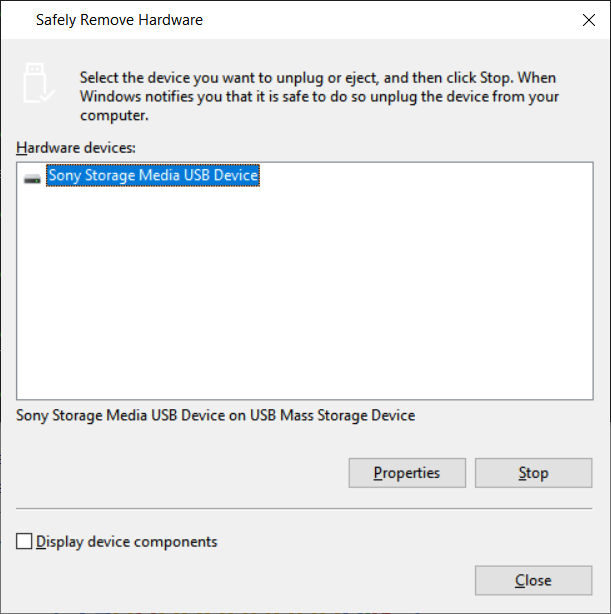 Safely Remove Hardware
Select the device you want to unplug or eject, and then click Stop. When
Windows notifies you that it is safe to do so unplug the device from your
computer.
Hardware devices:
Sony Storage Media USB Device
Sony Storage Media USB Device on USB Mass Storage Device
Properties Stop
Display device components
Close